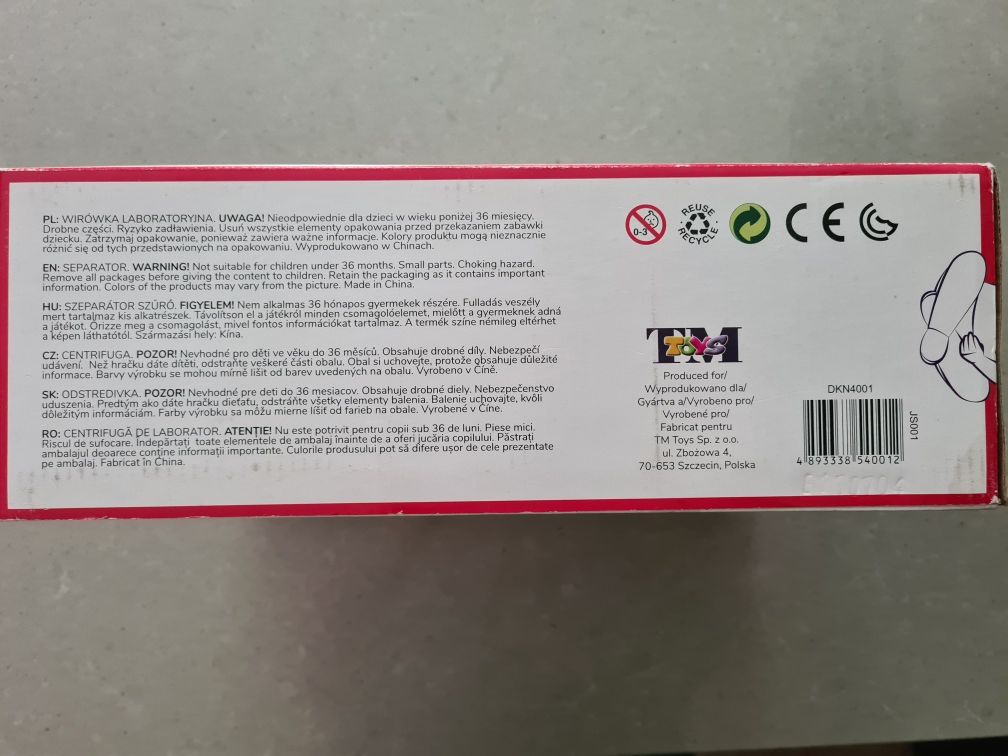 PL: WIRÓWKA LABORATORYJNA. UWAGA! Nieodpowiednie dla dzieci w wieku poniżej 36 miesięcy.
Drobne części. Ryzyko zadławienia. Usuń wszystkie elementy opakowania przed przekazaniem zabawki
dziecku. Zatrzymaj opakowanie, ponieważ zawiera ważne informacje. Kolory produktu mogą nieznacznie
różnić się od tych przedstawionych na opakowaniu. Wyprodukowano w Chinach.
EN: SEPARATOR. WARNING! Not suitable for children under 36 months. Small parts. Choking hazard.
Remove all packages before giving the content to children. Retain the packaging as it contains important
information. Colors of the products may vary from the picture. Made in China.
HU: SZEPARÁTOR SZŰRŐ. FIGYELEM! Nem alkalmas 36 hónapos gyermekek részére. Fulladás veszély
mert tartalmaz kis alkatrészek. Távolítson el a játékról minden csomagolóelemet, mielőtt a gyermeknek adná
a játékot. Őrizze meg a csomagolást, mivel fontos információkat tartalmaz. A termék színe némileg eltérhet
a képen láthatótól. Származási hely: Kína.
CZ: CENTRIFUGA. POZOR! Nevhodné pro děti ve věku do 36 měsíců. Obsahuje drobné díly. Nebezpečí
udávení. Než hračku dáte dítěti, odstraňte veškeré části obalu. Obal si uchovejte, protože obsahuje důležité
informace. Barvy výrobku se mohou mírně lišit od barev uvedených na obalu. Vyrobeno v Číně.
SK: ODSTREDIVKA. POZOR! Nevhodné pre deti do 36 mesiacov. Obsahuje drobné diely. Nebezpečenstvo
uduszenia. Predtým ako dáte hračku dieťaťu, odstráňte všetky elementy balenia. Balenie uchovajte, kvôli
dôležitým informáciám. Farby výrobku sa môžu mierne líšiť od farieb na obale. Vyrobené v Číne.
RO: CENTRIFUGĂ DE LABORATOR. ATENȚIE! Nu este potrivit pentru copii sub 36 de luni. Piese mici.
Riscul de sufocare. Îndepărtați toate elementele de ambalaj înainte de a oferi jucăria copilului. Păstrați
ambalajul deoarece conține informații importante. Culorile produsului pot să difere ușor de cele prezentate
pe ambalaj. Fabricat în China.
0-3
REUSE
RECYCLE
CE
TM
TOYS
Produced for/
Wyprodukowano dla/
Gyártva a/Vyrobeno pro/
Vyrobené pro/
Fabricat pentru
TM Toys Sp. z o.o.
ul. Zbożowa 4,
70-653 Szczecin, Polska
DKN4001
4 893338 540012
JS001